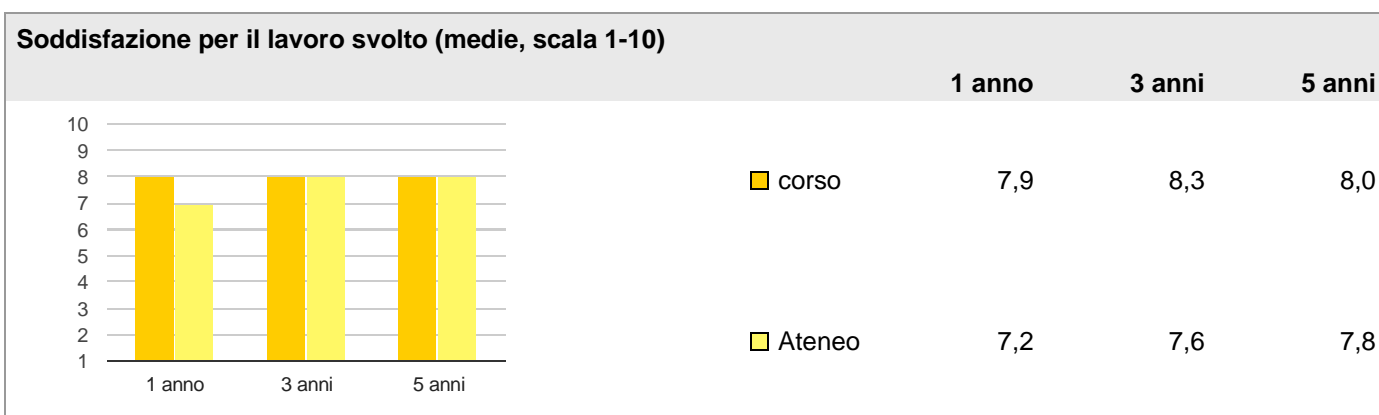 Soddisfazione per il lavoro svolto (medie, scala 1-10)
1 anno 3 anni 5 anni
10
9
8
7
6
5
4
3
2
1
1 anno 3 anni 5 anni
corso 7,9 8,3 8,0
Ateneo 7,2 7,6 7,8